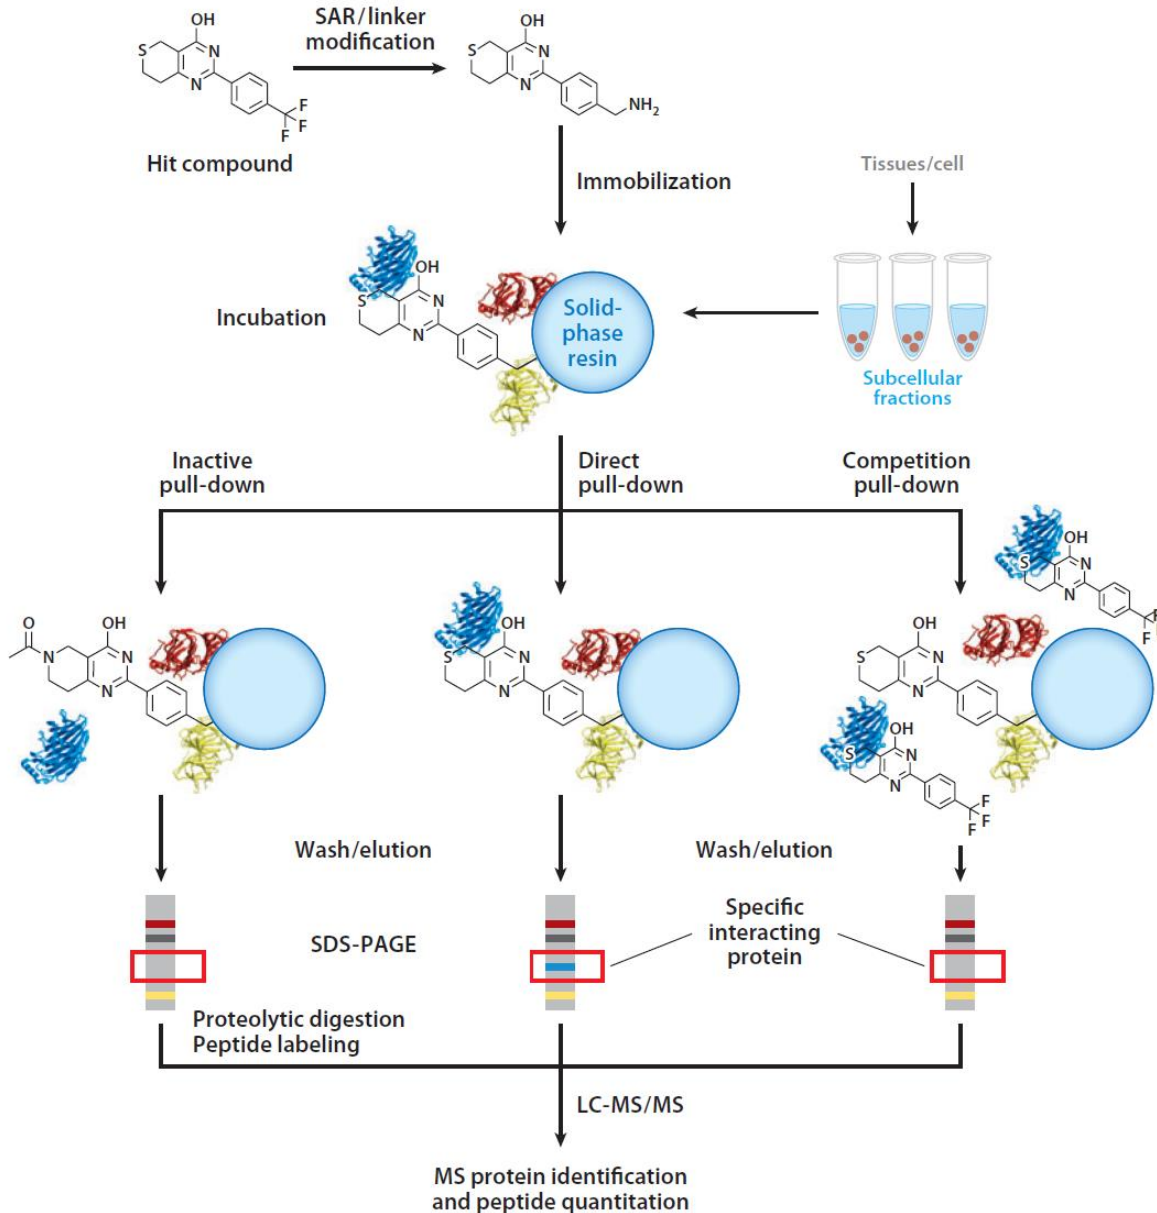 OH
S
N
N
F
F
F
Hit compound
SAR/linker
modification
OH
S
N
N
NH2
Immobilization
Tissues/cell
Incubation
OH
S
N
N
Solid-
phase
resin
Subcellular
fractions
Inactive
pull-down
Direct
pull-down
Competition
pull-down
O
OH
N
N
N
OH
S
N
N
OH
S
N
N
F
F
OH
S
N
N
OH
S
N
N
F
F
F
Wash/elution
Wash/elution
SDS-PAGE
Specific
interacting
protein
Proteolytic digestion
Peptide labeling
LC-MS/MS
MS protein identification
and peptide quantitation